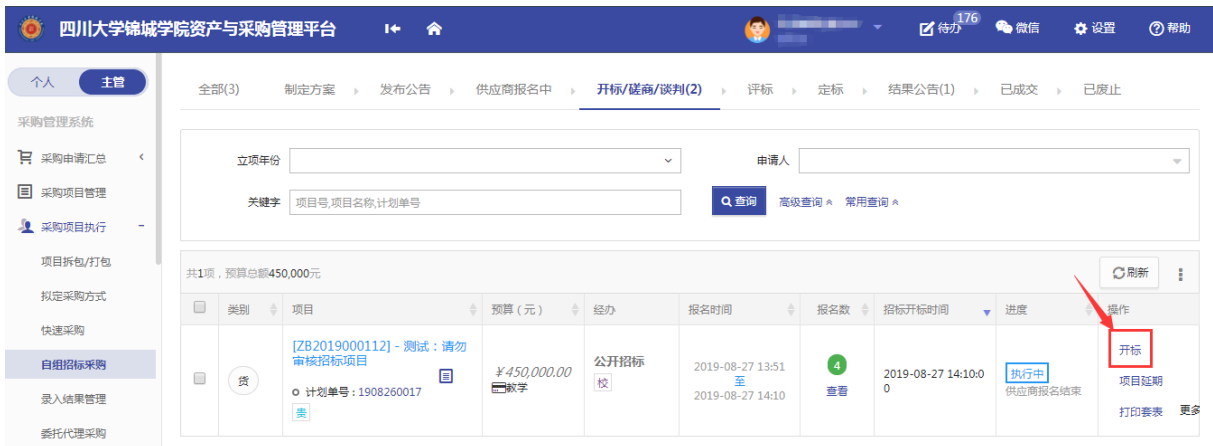 四川大学锦城学院资产与采购管理平台 待办 176 微信 设置 帮助
个人 主管
采购管理系统
采购申请汇总
采购项目管理
采购项目执行
项目拆包/打包
拟定采购方式
快速采购
自组招标采购
录入结果管理
委托代理采购
全部(3) 制定方案 发布公告 供应商报名中 开标/磋商/谈判(2) 评标 定标 结果公告(1) 已成交 已废止
立项年份 申请人
关键字 项目号,项目名称,计划单号 查询 高级查询 常用查询
共1项，预算总额450,000元 刷新
类别 项目 预算（元） 经办 报名时间 报名数 招标开标时间 进度 操作
货
[ZB2019000112] - 测试：请勿
审核招标项目
计划单号：1908260017
贵
¥450,000.00
教学
公开招标
校
2019-08-27 13:51
至
2019-08-27 14:10
4
查看
2019-08-27 14:10:0
0
执行中
供应商报名结束
开标
项目延期
打印套表 更多